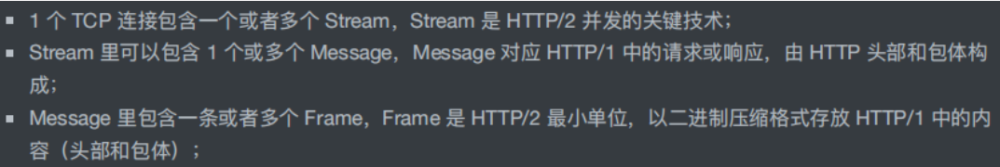 ▪ 1 个 TCP 连接包含一个或者多个 Stream，Stream 是 HTTP/2 并发的关键技术；
▪ Stream 里可以包含 1 个或多个 Message，Message 对应 HTTP/1 中的请求或响应，由 HTTP 头部和包体构
成；
▪ Message 里包含一条或者多个 Frame，Frame 是 HTTP/2 最小单位，以二进制压缩格式存放 HTTP/1 中的内
容（头部和包体）；